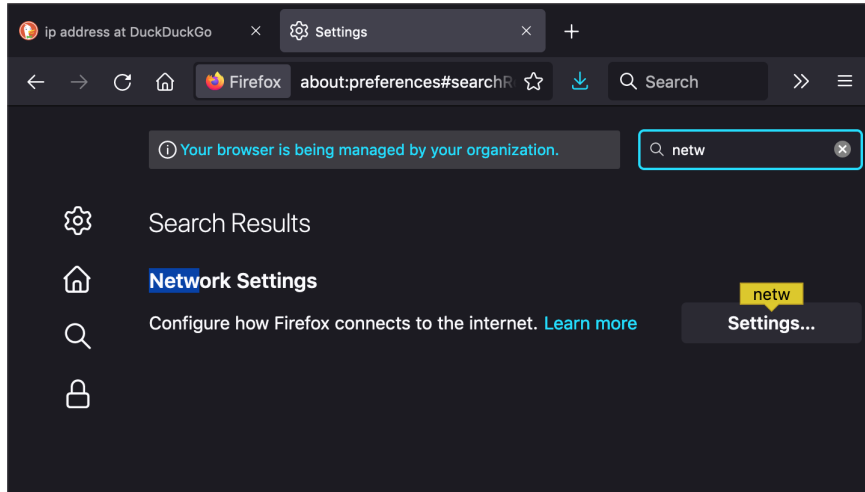 ip address at DuckDuckGo
Settings
Firefox about:preferences#searchR
Search
Your browser is being managed by your organization.
netw
Search Results
Network Settings
netw
Configure how Firefox connects to the internet. Learn more
Settings...